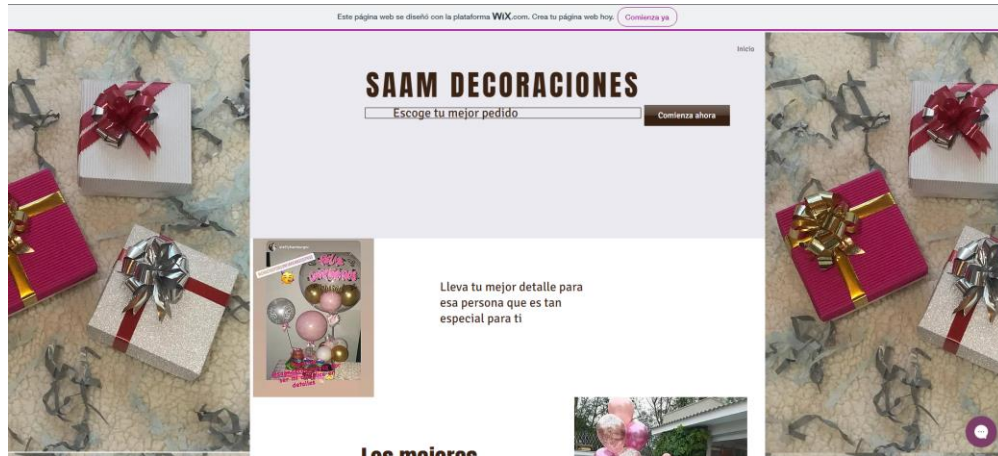 Este página web se diseñó con la plataforma WiX.com. Crea tu página web hoy. Comienza ya
Inicio
SAAM DECORACIONES
Escoge tu mejor pedido
Comienza ahora
Lleva tu mejor detalle para
esa persona que es tan
especial para ti
Los mejores